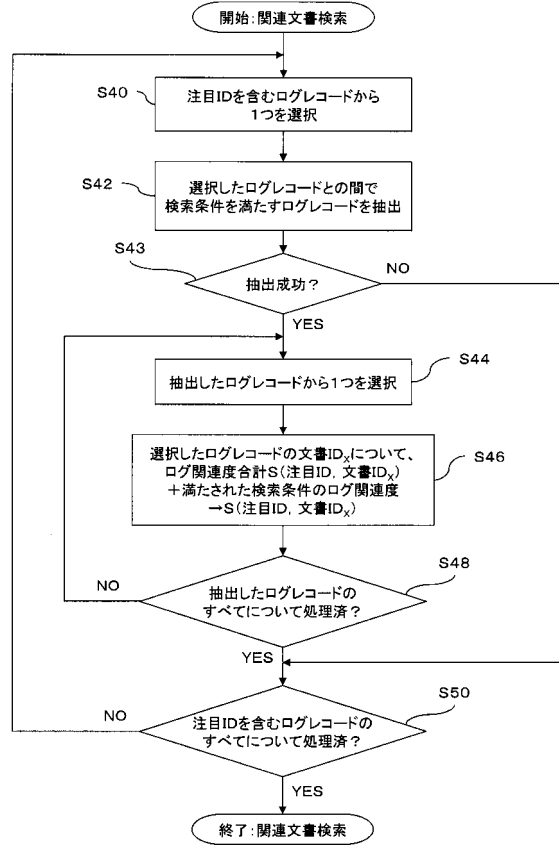 開始：関連文書検索
S40
注目IDを含むログレコードから
1つを選択
S42
選択したログレコードとの間で
検索条件を満たすログレコードを抽出
S43
抽出成功？
NO
YES
S44
抽出したログレコードから1つを選択
S46
選択したログレコードの文書IDxについて、
ログ関連度合計S（注目ID, 文書IDx）
＋満たされた検索条件のログ関連度
→S（注目ID, 文書IDx）
S48
NO
抽出したログレコードの
すべてについて処理済？
YES
S50
NO
注目IDを含むログレコードの
すべてについて処理済？
YES
終了：関連文書検索